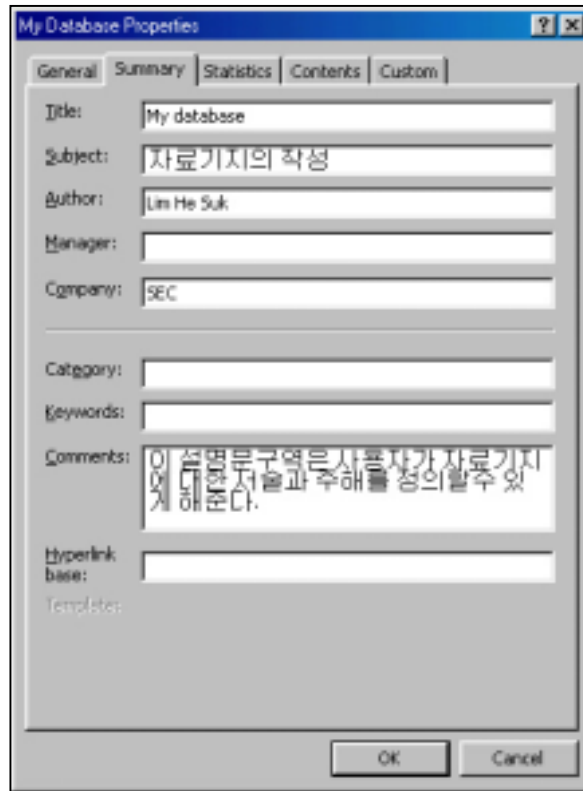 My Database Properties
General Summary Statistics Contents Custom
Title: My database
Subject: 자료기지의 작성
Author: Lim He Suk
Manager:
Company: SEC
Category:
Keywords:
Comments: 이 설명문구역은 사용자가 자료기지
에 대한 서술과 주해를 정의할수 있
게 해준다.
Hyperlink
base:
Template:
OK Cancel